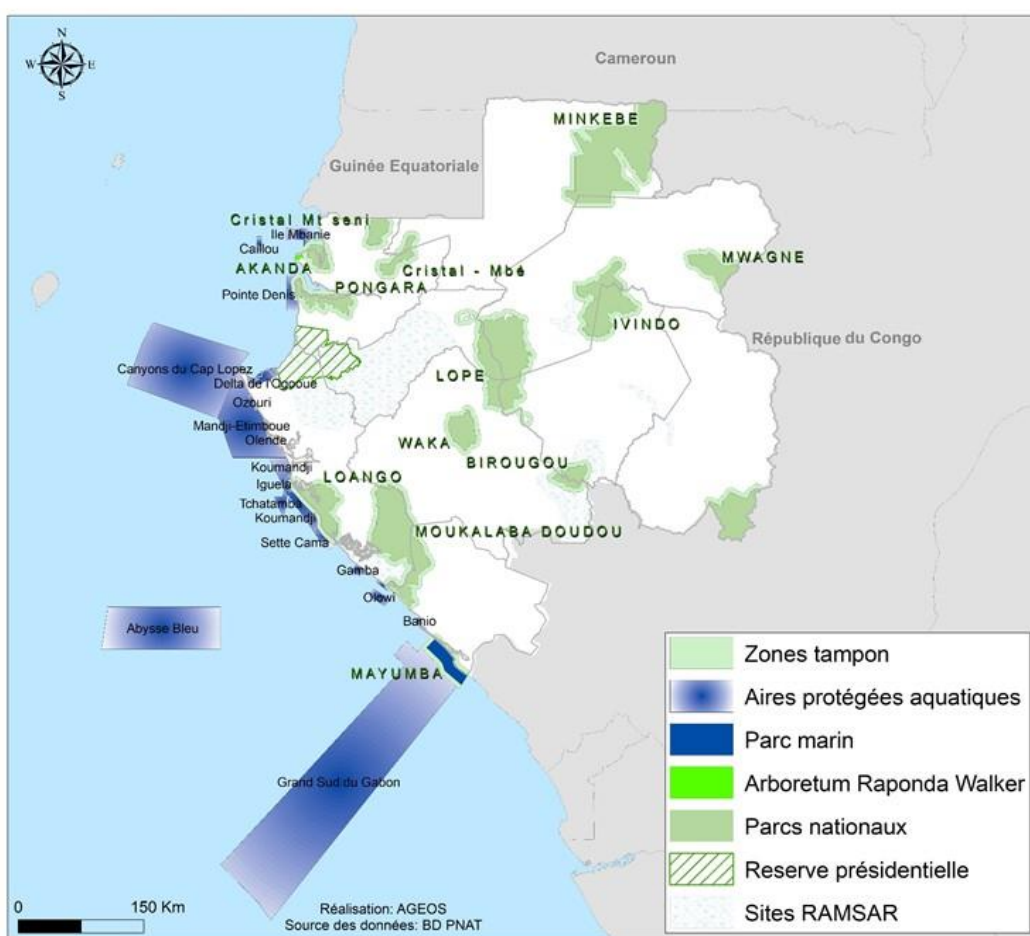 N
W E
S
Cameroun
MINKEBE
Guinée Equatoriale
Cristal Mt seni
Ile Mbanie
Caillou
AKANDA
Cristal - Mbé
MWAGNE
Pointe Denis
PONGARA
IVINDO
République du Congo
Canyons du Cap Lopez
LOPE
Delta de l'Ogooue
Ozouri
Mandji-Etimboue
Olende
WAKA
BIROUGOU
Koumandji
Iguela
LOANGO
Tchatamba
Koumandji
MOUKALABA DOUDOU
Sette Cama
Gamba
Olowi
Banio
Abysse Bleu
MAYUMBA
Grand Sud du Gabon
Zones tampon
Aires protégées aquatiques
Parc marin
Arboretum Raponda Walker
Parcs nationaux
Reserve présidentielle
Sites RAMSAR
0 150 Km
Réalisation: AGEOS
Source des données: BD PNAT